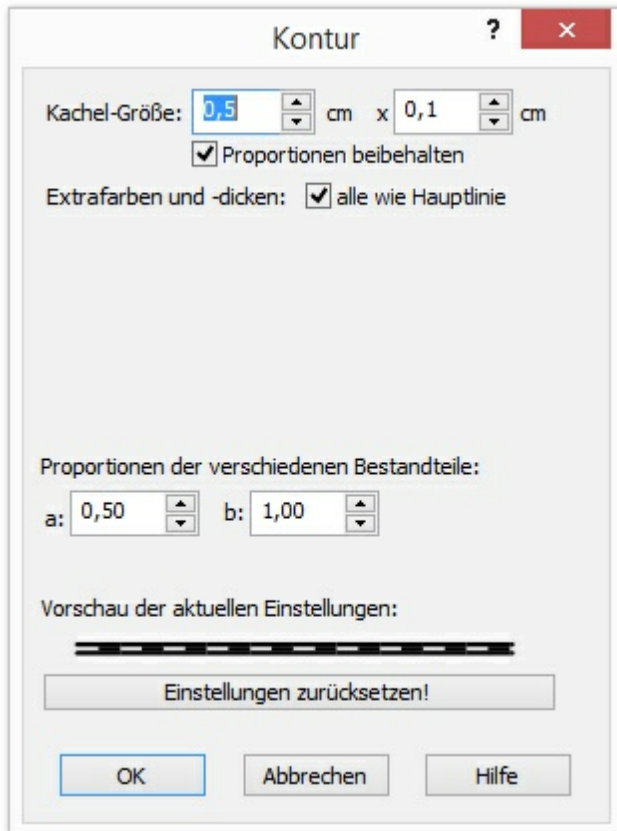 Kontur ?
Kachel-Größe: 0,5 cm x 0,1 cm
Proportionen beibehalten
Extrafarben und -dicken: alle wie Hauptlinie
Proportionen der verschiedenen Bestandteile:
a: 0,50 b: 1,00
Vorschau der aktuellen Einstellungen:
Einstellungen zurücksetzen!
OK Abbrechen Hilfe